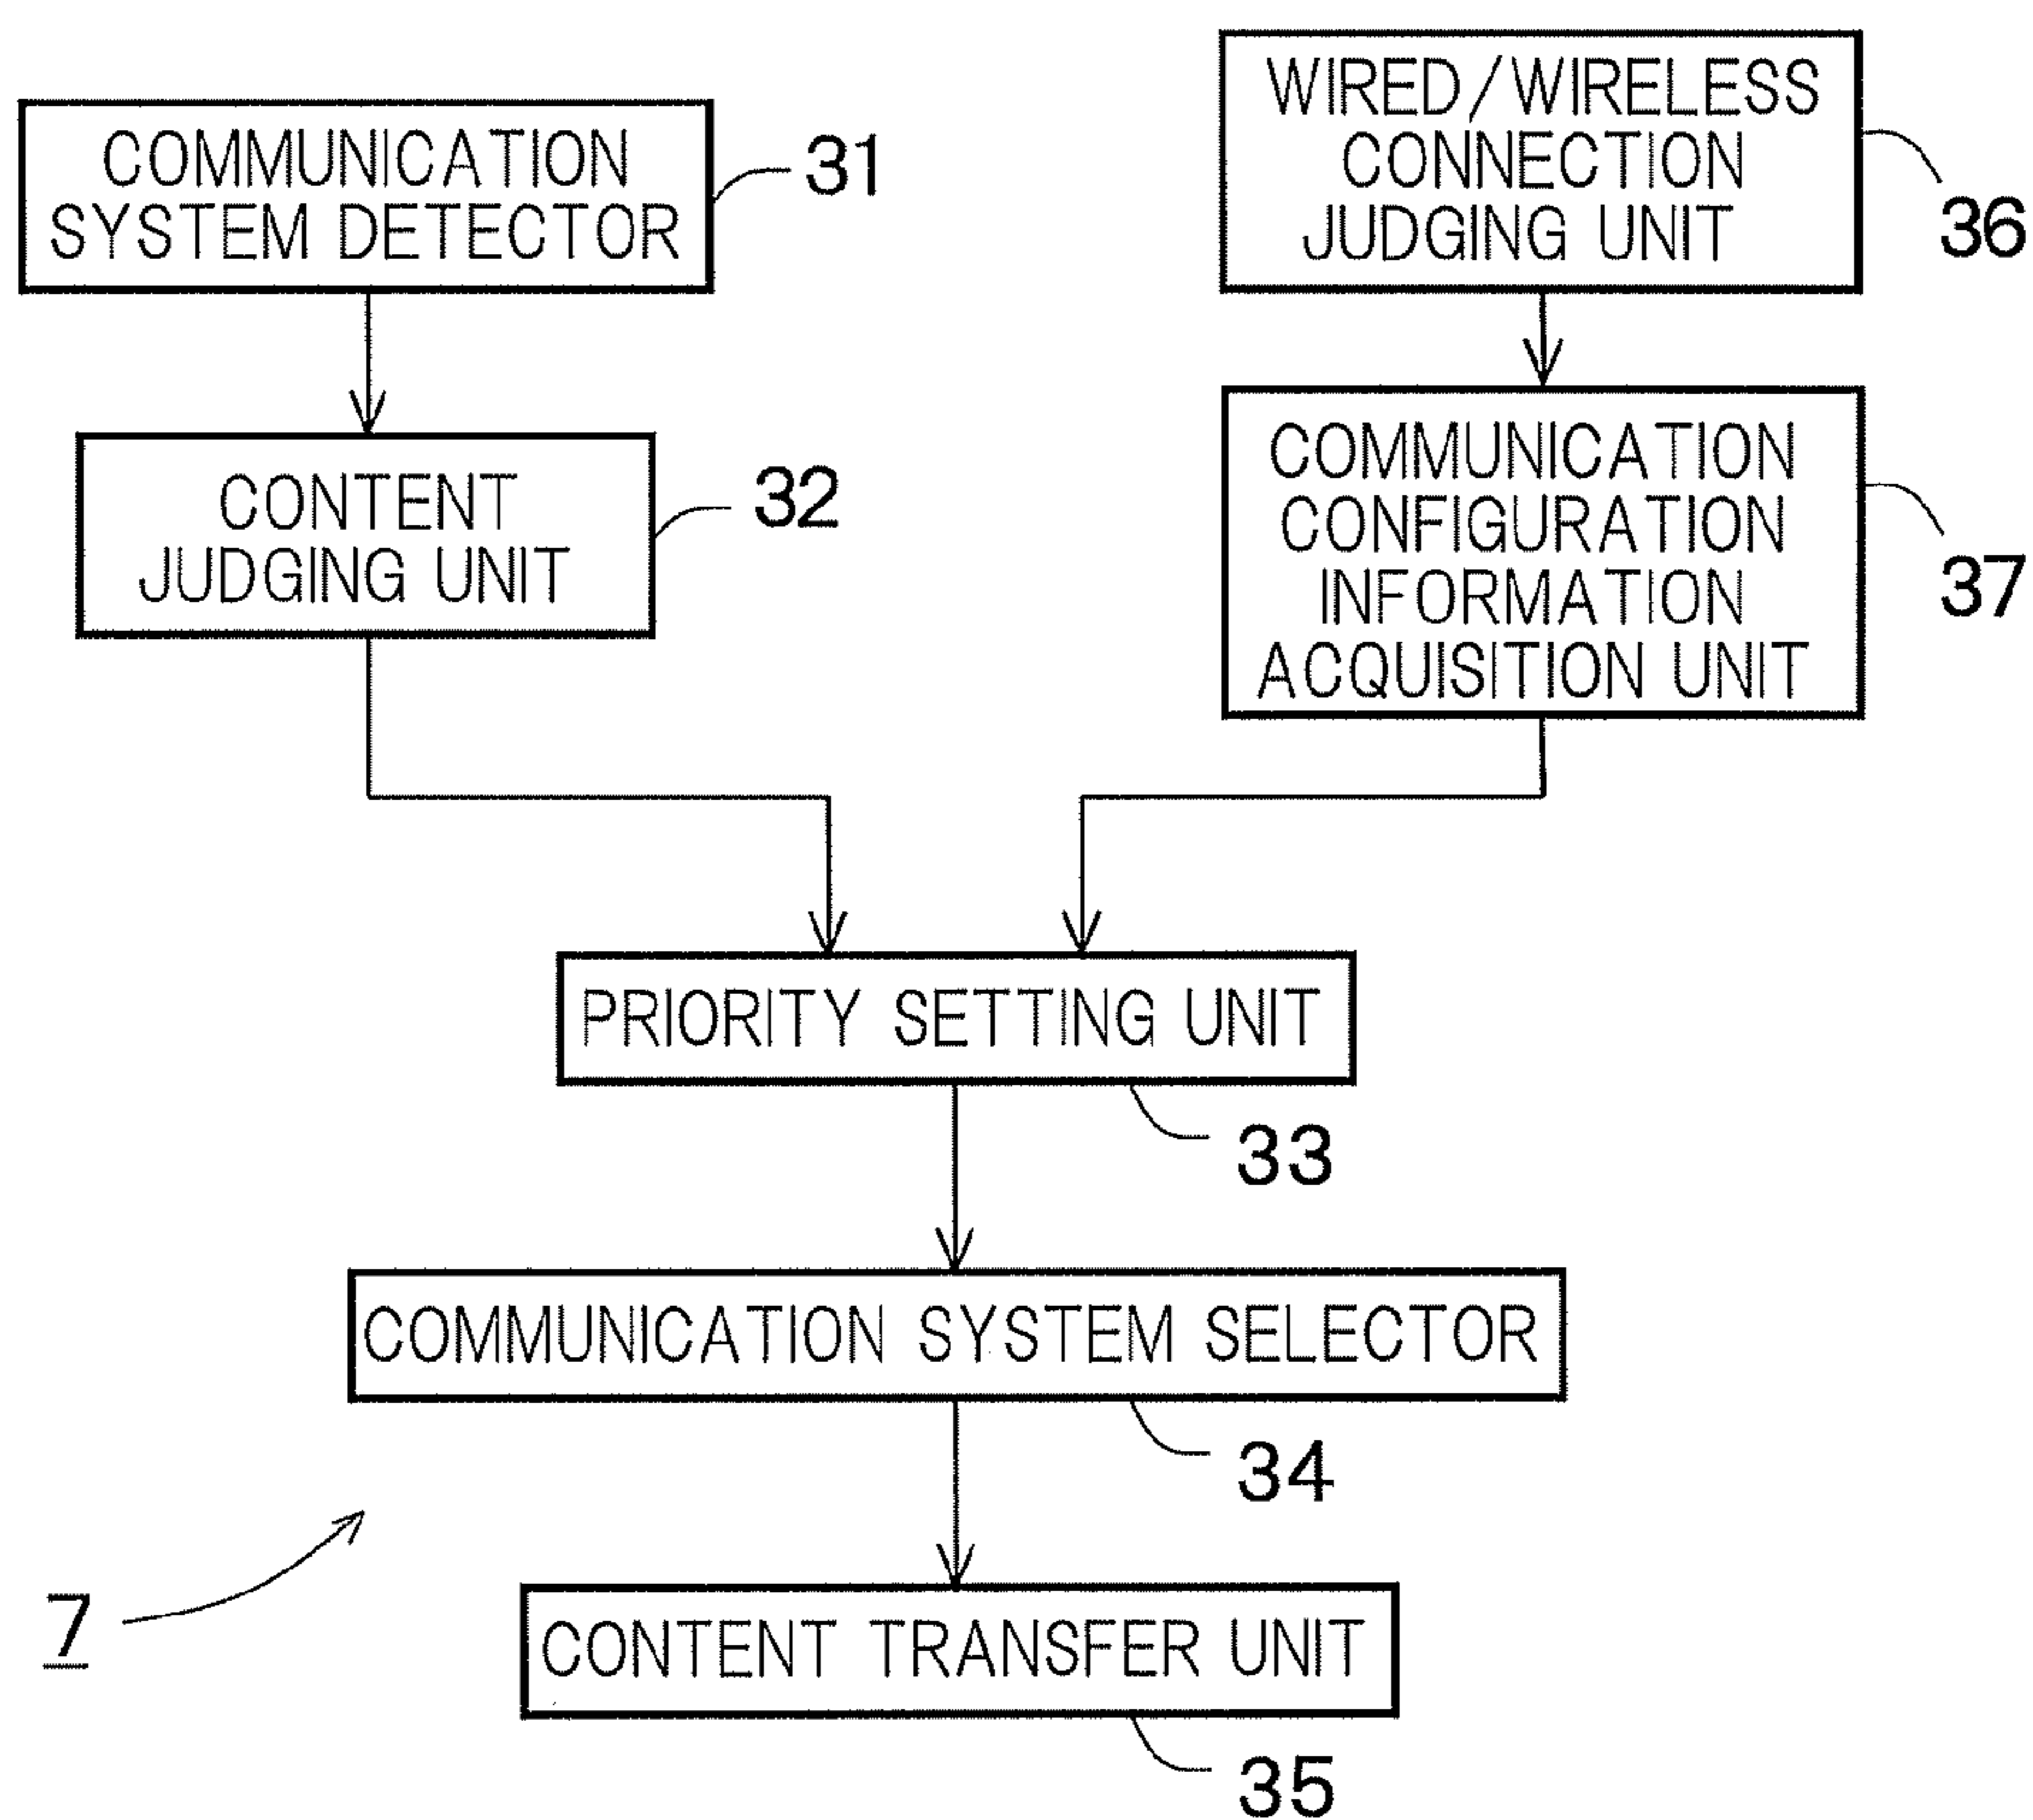 COMMUNICATION
SYSTEM DETECTOR
31
WIRED/WIRELESS
CONNECTION
JUDGING UNIT
36
CONTENT
JUDGING UNIT
32
COMMUNICATION
CONFIGURATION
INFORMATION
ACQUISITION UNIT
37
PRIORITY SETTING UNIT
33
COMMUNICATION SYSTEM SELECTOR
34
7
CONTENT TRANSFER UNIT
35